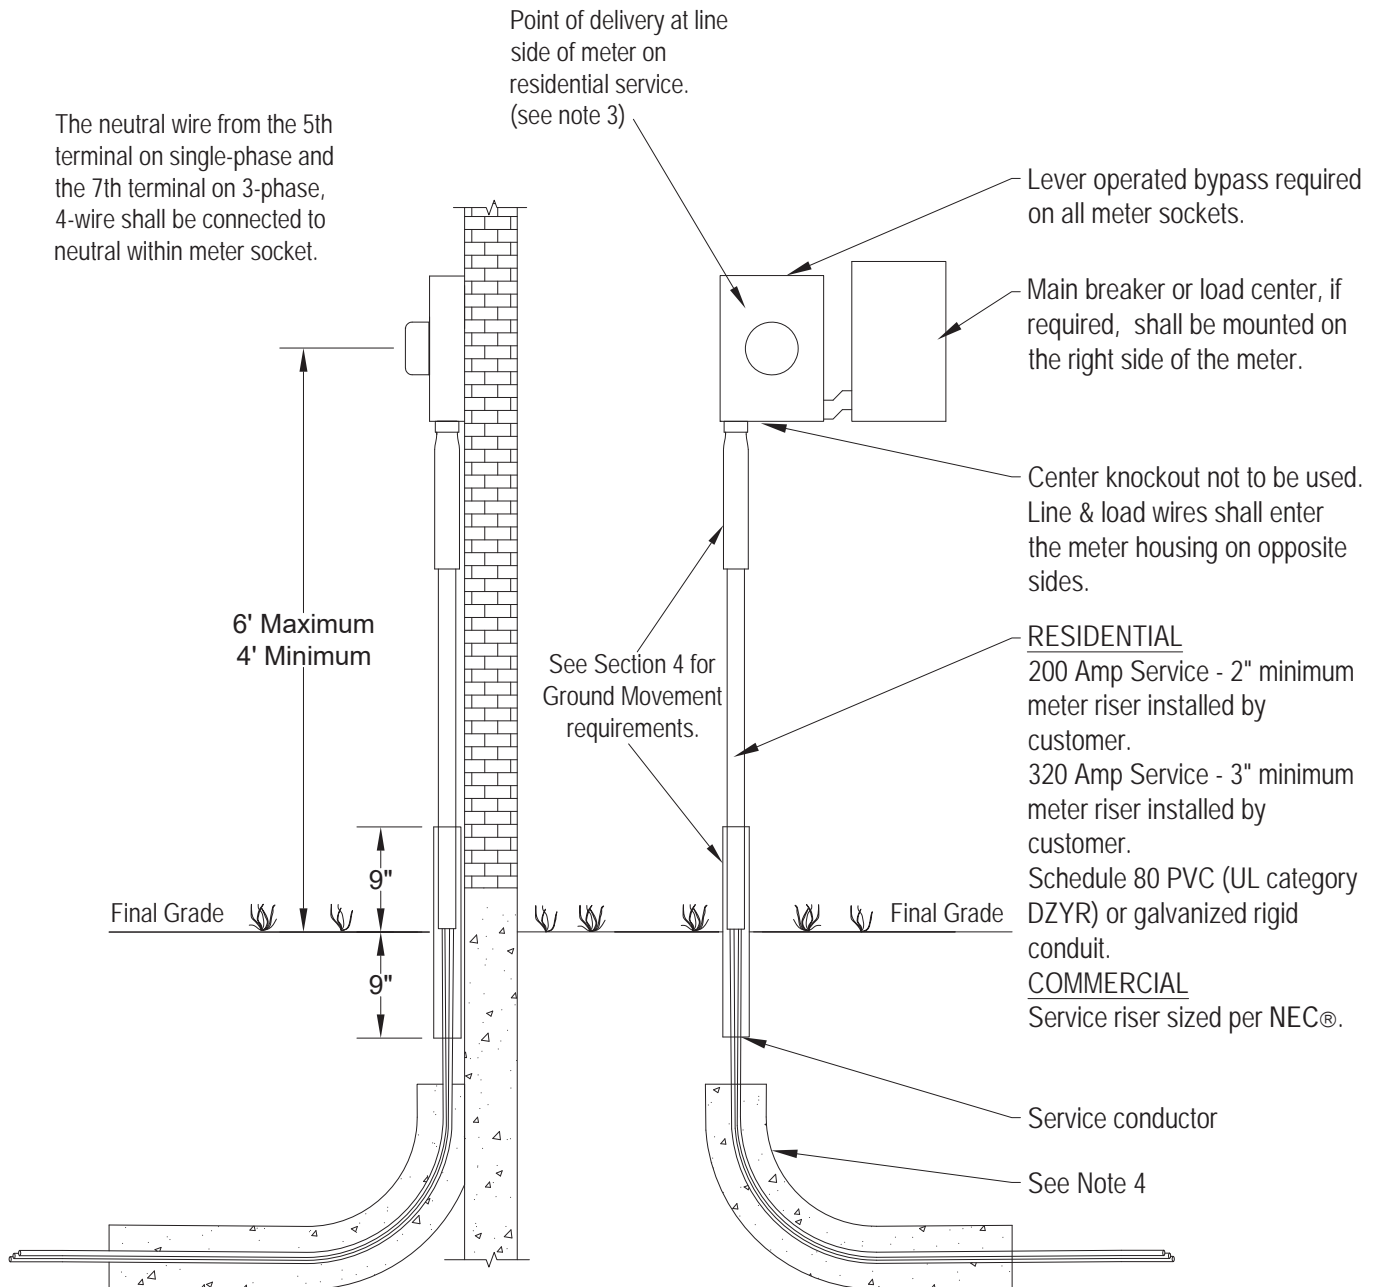 Point of delivery at line
side of meter on
residential service.
(see note 3)
The neutral wire from the 5th
terminal on single-phase and
the 7th terminal on 3-phase,
4-wire shall be connected to
neutral within meter socket.
Lever operated bypass required
on all meter sockets.
Main breaker or load center, if
required, shall be mounted on
the right side of the meter.
Center knockout not to be used.
Line & load wires shall enter
the meter housing on opposite
sides.
6' Maximum
4' Minimum
See Section 4 for
Ground Movement
requirements.
RESIDENTIAL
200 Amp Service - 2" minimum
meter riser installed by
customer.
320 Amp Service - 3" minimum
meter riser installed by
customer.
Schedule 80 PVC (UL category
DZYR) or galvanized rigid
conduit.
COMMERCIAL
Service riser sized per NEC®.
9"
Final Grade
Final Grade
9"
Service conductor
See Note 4